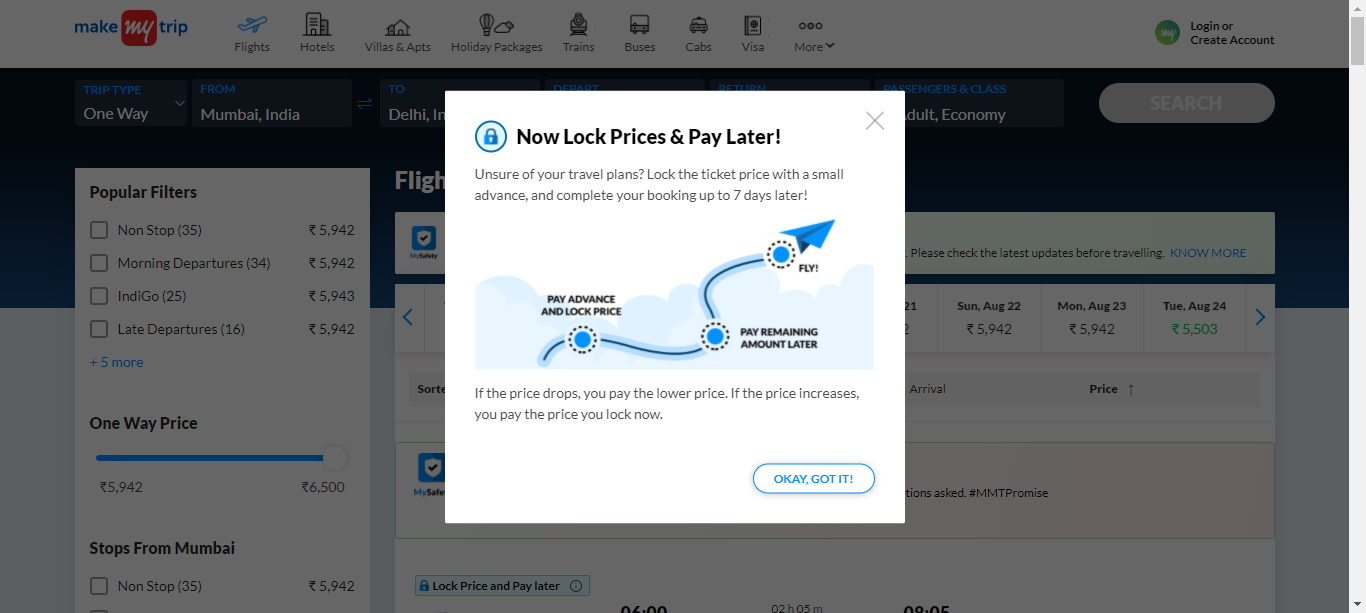 make my trip
Flights
Hotels
Villas & Apts
Holiday Packages
Trains
Buses
Cabs
Visa
More
my
Login or
Create Account
TRIP TYPE
One Way
FROM
Mumbai, India
TO
Delhi, In
DEPART
RETURN
PASSENGERS & CLASS
Adult, Economy
SEARCH
Popular Filters
Non Stop (35) ₹ 5,942
Morning Departures (34) ₹ 5,942
IndiGo (25) ₹ 5,943
Late Departures (16) ₹ 5,942
+ 5 more
One Way Price
₹5,942 ₹6,500
Stops From Mumbai
Non Stop (35) ₹ 5,942
Fligh
MySafety
. Please check the latest updates before travelling. KNOW MORE
21
2
Sun, Aug 22
₹ 5,942
Mon, Aug 23
₹ 5,942
Tue, Aug 24
₹ 5,503
Sorte
Arrival
Price ↑
MySafe
tions asked. #MMTPromise
Lock Price and Pay later
06:00
02 h 05 m
08:05
Now Lock Prices & Pay Later!
Unsure of your travel plans? Lock the ticket price with a small
advance, and complete your booking up to 7 days later!
FLY!
PAY ADVANCE
AND LOCK PRICE
PAY REMAINING
AMOUNT LATER
If the price drops, you pay the lower price. If the price increases,
you pay the price you lock now.
OKAY, GOT IT!